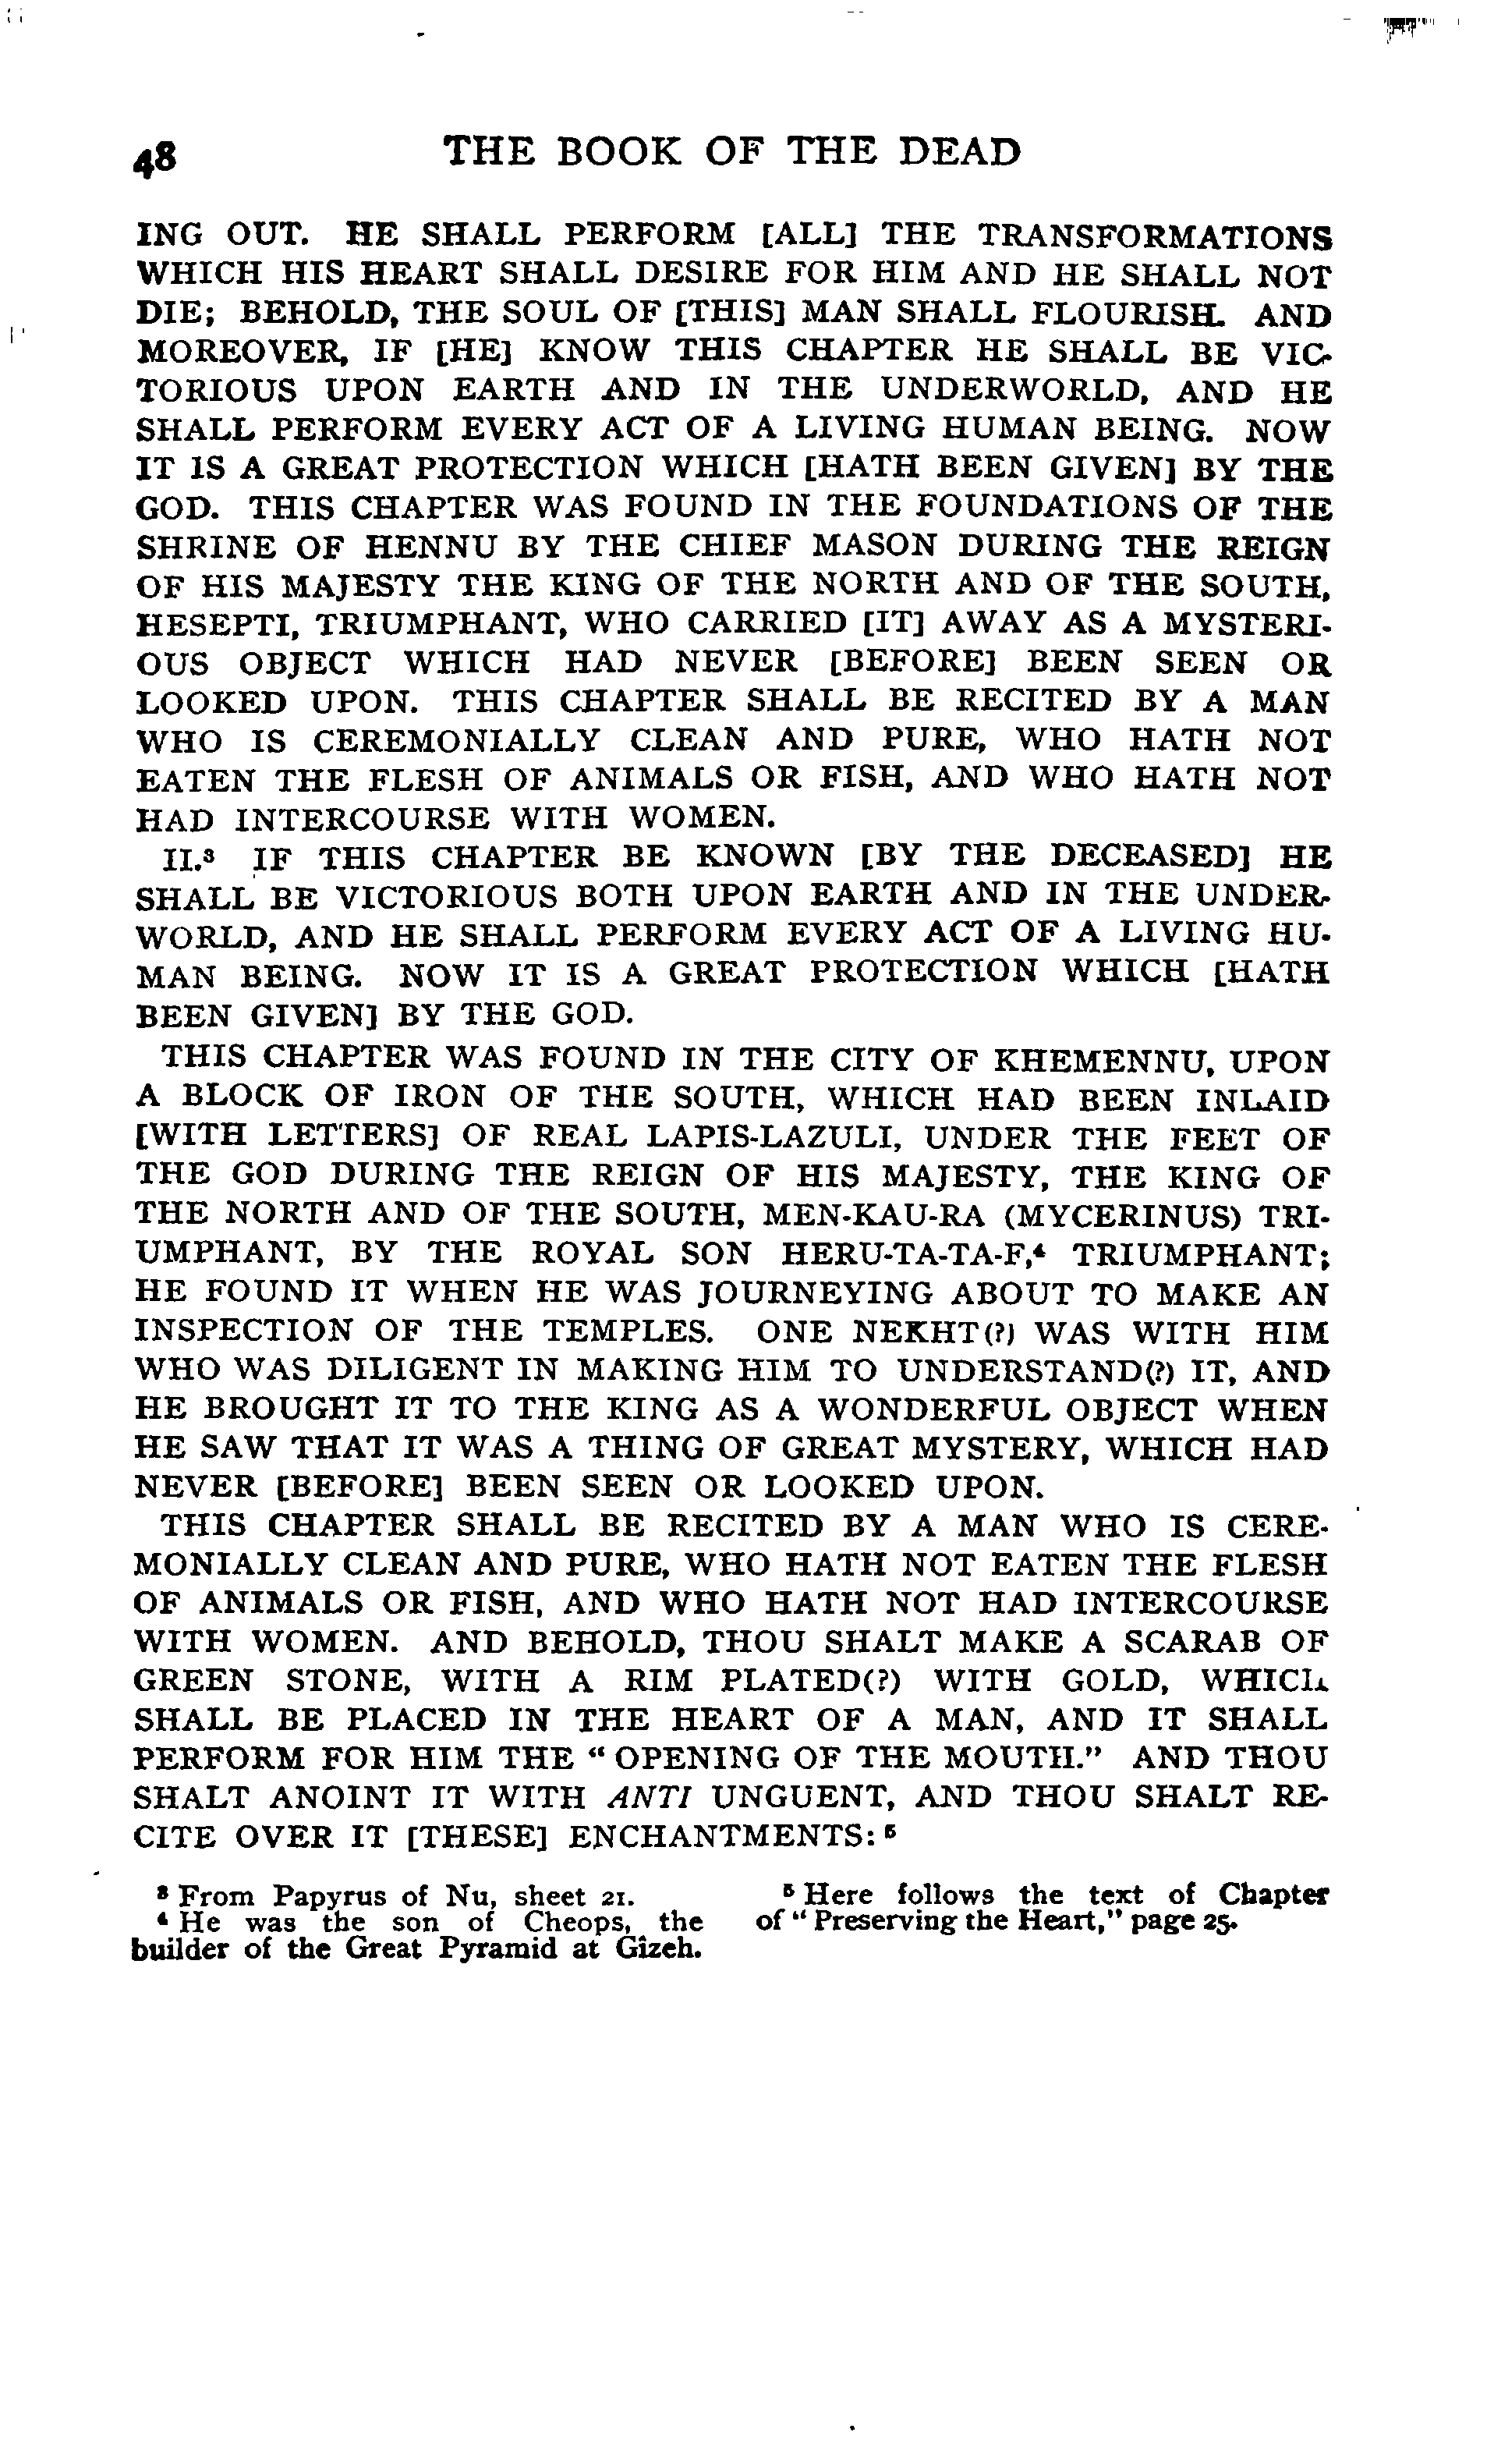 48 THE BOOK OF THE DEAD
ING OUT. HE SHALL PERFORM [ALL] THE TRANSFORMATIONS
WHICH HIS HEART SHALL DESIRE FOR HIM AND HE SHALL NOT
DIE; BEHOLD, THE SOUL OF [THIS] MAN SHALL FLOURISH. AND
MOREOVER, IF [HE] KNOW THIS CHAPTER HE SHALL BE VIC-
TORIOUS UPON EARTH AND IN THE UNDERWORLD, AND HE
SHALL PERFORM EVERY ACT OF A LIVING HUMAN BEING. NOW
IT IS A GREAT PROTECTION WHICH [HATH BEEN GIVEN] BY THE
GOD. THIS CHAPTER WAS FOUND IN THE FOUNDATIONS OF THE
SHRINE OF HENNU BY THE CHIEF MASON DURING THE REIGN
OF HIS MAJESTY THE KING OF THE NORTH AND OF THE SOUTH,
HESEPTI, TRIUMPHANT, WHO CARRIED [IT] AWAY AS A MYSTERI-
OUS OBJECT WHICH HAD NEVER [BEFORE] BEEN SEEN OR
LOOKED UPON. THIS CHAPTER SHALL BE RECITED BY A MAN
WHO IS CEREMONIALLY CLEAN AND PURE, WHO HATH NOT
EATEN THE FLESH OF ANIMALS OR FISH, AND WHO HATH NOT
HAD INTERCOURSE WITH WOMEN.
II.³ IF THIS CHAPTER BE KNOWN [BY THE DECEASED] HE
SHALL BE VICTORIOUS BOTH UPON EARTH AND IN THE UNDER-
WORLD, AND HE SHALL PERFORM EVERY ACT OF A LIVING HU-
MAN BEING. NOW IT IS A GREAT PROTECTION WHICH [HATH
BEEN GIVEN] BY THE GOD.
THIS CHAPTER WAS FOUND IN THE CITY OF KHEMENNU, UPON
A BLOCK OF IRON OF THE SOUTH, WHICH HAD BEEN INLAID
[WITH LETTERS] OF REAL LAPIS-LAZULI, UNDER THE FEET OF
THE GOD DURING THE REIGN OF HIS MAJESTY, THE KING OF
THE NORTH AND OF THE SOUTH, MEN-KAU-RA (MYCERINUS) TRI-
UMPHANT, BY THE ROYAL SON HERU-TA-TA-F,⁴ TRIUMPHANT;
HE FOUND IT WHEN HE WAS JOURNEYING ABOUT TO MAKE AN
INSPECTION OF THE TEMPLES. ONE NEKHT(?) WAS WITH HIM
WHO WAS DILIGENT IN MAKING HIM TO UNDERSTAND(?) IT, AND
HE BROUGHT IT TO THE KING AS A WONDERFUL OBJECT WHEN
HE SAW THAT IT WAS A THING OF GREAT MYSTERY, WHICH HAD
NEVER [BEFORE] BEEN SEEN OR LOOKED UPON.
THIS CHAPTER SHALL BE RECITED BY A MAN WHO IS CERE-
MONIALLY CLEAN AND PURE, WHO HATH NOT EATEN THE FLESH
OF ANIMALS OR FISH, AND WHO HATH NOT HAD INTERCOURSE
WITH WOMEN. AND BEHOLD, THOU SHALT MAKE A SCARAB OF
GREEN STONE, WITH A RIM PLATED(?) WITH GOLD, WHICH
SHALL BE PLACED IN THE HEART OF A MAN, AND IT SHALL
PERFORM FOR HIM THE "OPENING OF THE MOUTH." AND THOU
SHALT ANOINT IT WITH ANTI UNGUENT, AND THOU SHALT RE-
CITE OVER IT [THESE] ENCHANTMENTS:⁵
³ From Papyrus of Nu, sheet 21.
⁴ He was the son of Cheops, the
builder of the Great Pyramid at Gîzeh.
⁵ Here follows the text of Chapter
of "Preserving the Heart," page 25.